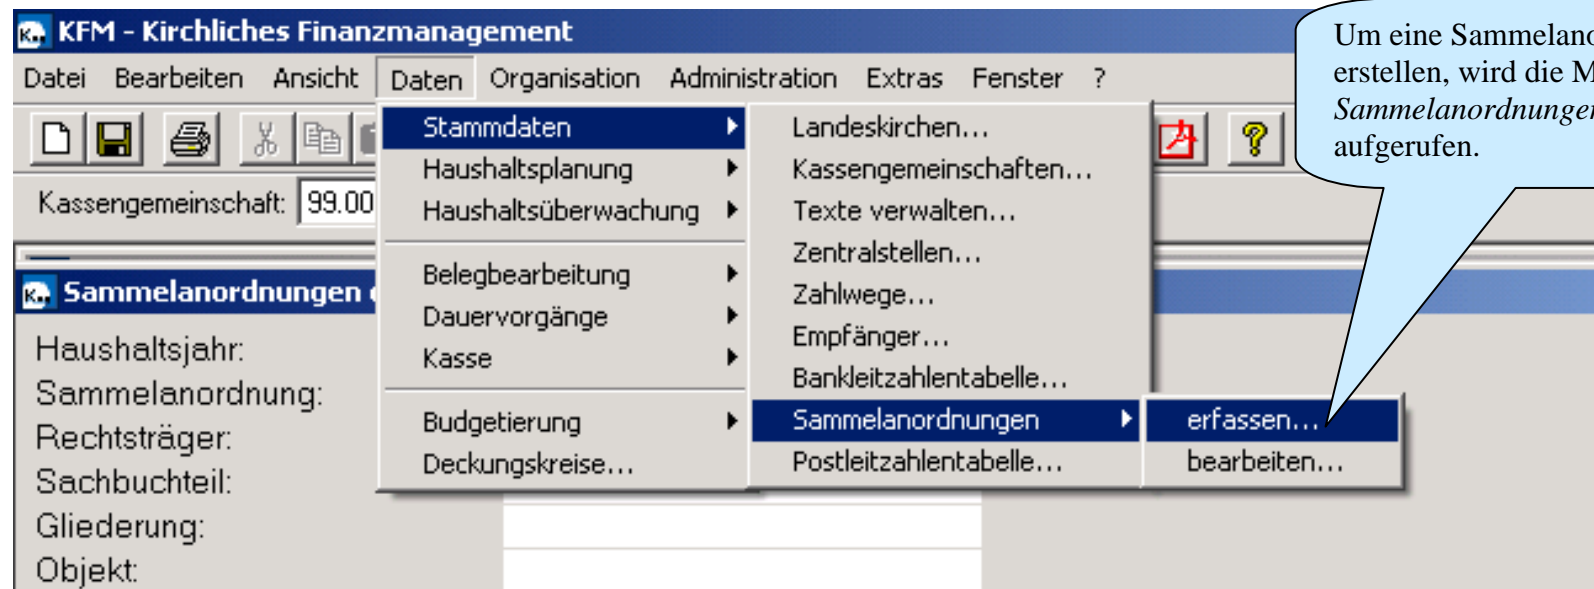 KFM - Kirchliches Finanzmanagement
Datei Bearbeiten Ansicht Daten Organisation Administration Extras Fenster ?
Um eine
erstellen, wird die
aufgerufen.
Kassengemeinschaft: 99.00
Stammdaten
Haushaltsplanung
Haushaltsüberwachung
Belegbearbeitung
Dauervorgänge
Kasse
Budgetierung
Deckungskreise...
Landeskirchen...
Kassengemeinschaften...
Texte verwalten...
Zentralstellen...
Zahlwege...
Empfänger...
Bankleitzahlentabelle...
Sammelanordnungen
Postleitzahlentabelle...
erfassen...
bearbeiten...
Sammelanordnungen
Haushaltsjahr:
Sammelanordnung:
Rechtsträger:
Sachbuchteil:
Gliederung:
Objekt: